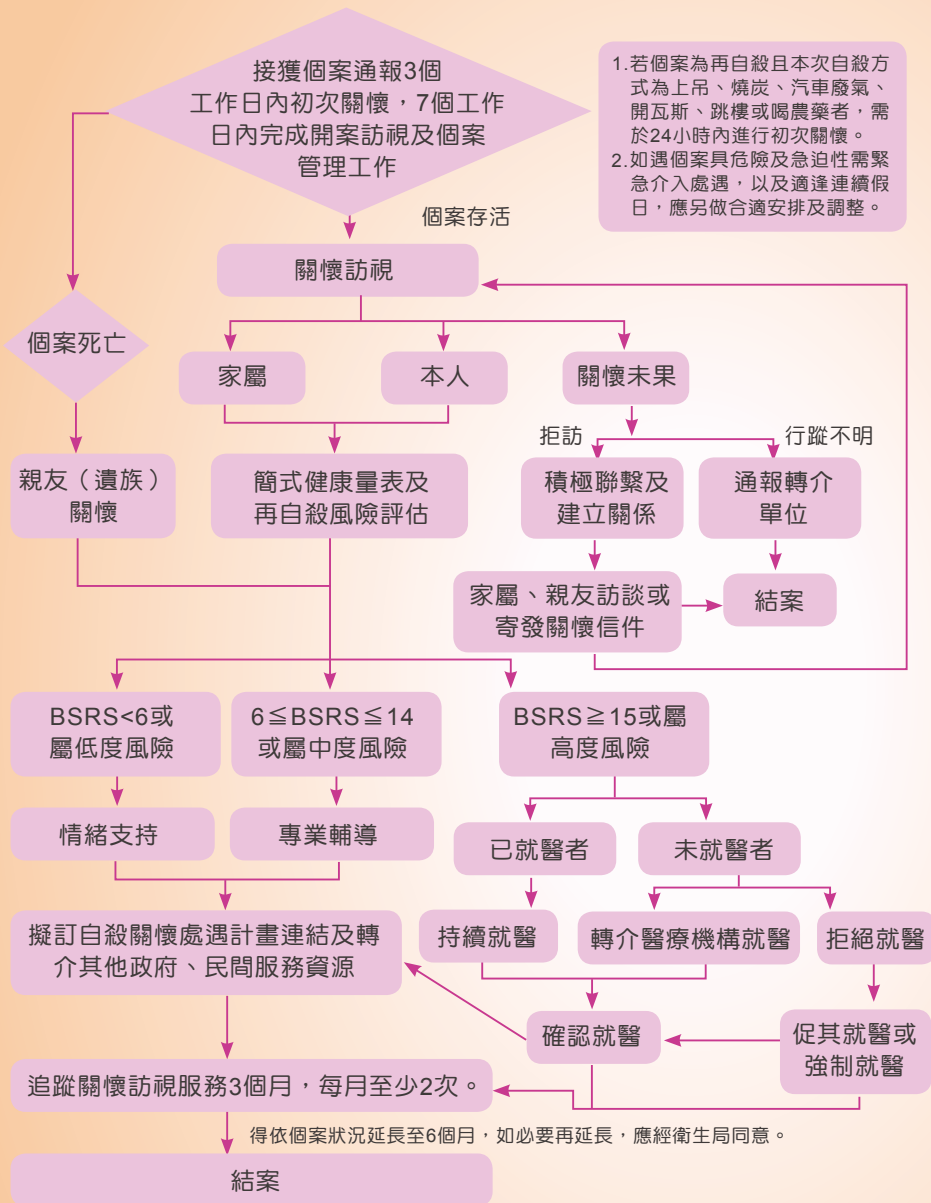 接獲個案通報3個
工作日內初次關懷，7個工作
日內完成開案訪視及個案
管理工作
1.若個案為再自殺且本次自殺方
式為上吊、燒炭、汽車廢氣、
開瓦斯、跳樓或喝農藥者，需
於24小時內進行初次關懷。
2.如遇個案具危險及急迫性需緊
急介入處遇，以及適逢連續假
日，應另做合適安排及調整。
個案存活
關懷訪視
個案死亡
家屬
本人
關懷未果
拒訪
行蹤不明
親友（遺族）
關懷
簡式健康量表及
再自殺風險評估
積極聯繫及
建立關係
通報轉介
單位
家屬、親友訪談或
寄發關懷信件
結案
BSRS<6或
屬低度風險
6≦BSRS≦14
或屬中度風險
BSRS≧15或屬
高度風險
情緒支持
專業輔導
已就醫者
未就醫者
擬訂自殺關懷處遇計畫連結及轉
介其他政府、民間服務資源
持續就醫
轉介醫療機構就醫
拒絕就醫
確認就醫
促其就醫或
強制就醫
追蹤關懷訪視服務3個月，每月至少2次。
得依個案狀況延長至6個月，如必要再延長，應經衛生局同意。
結案